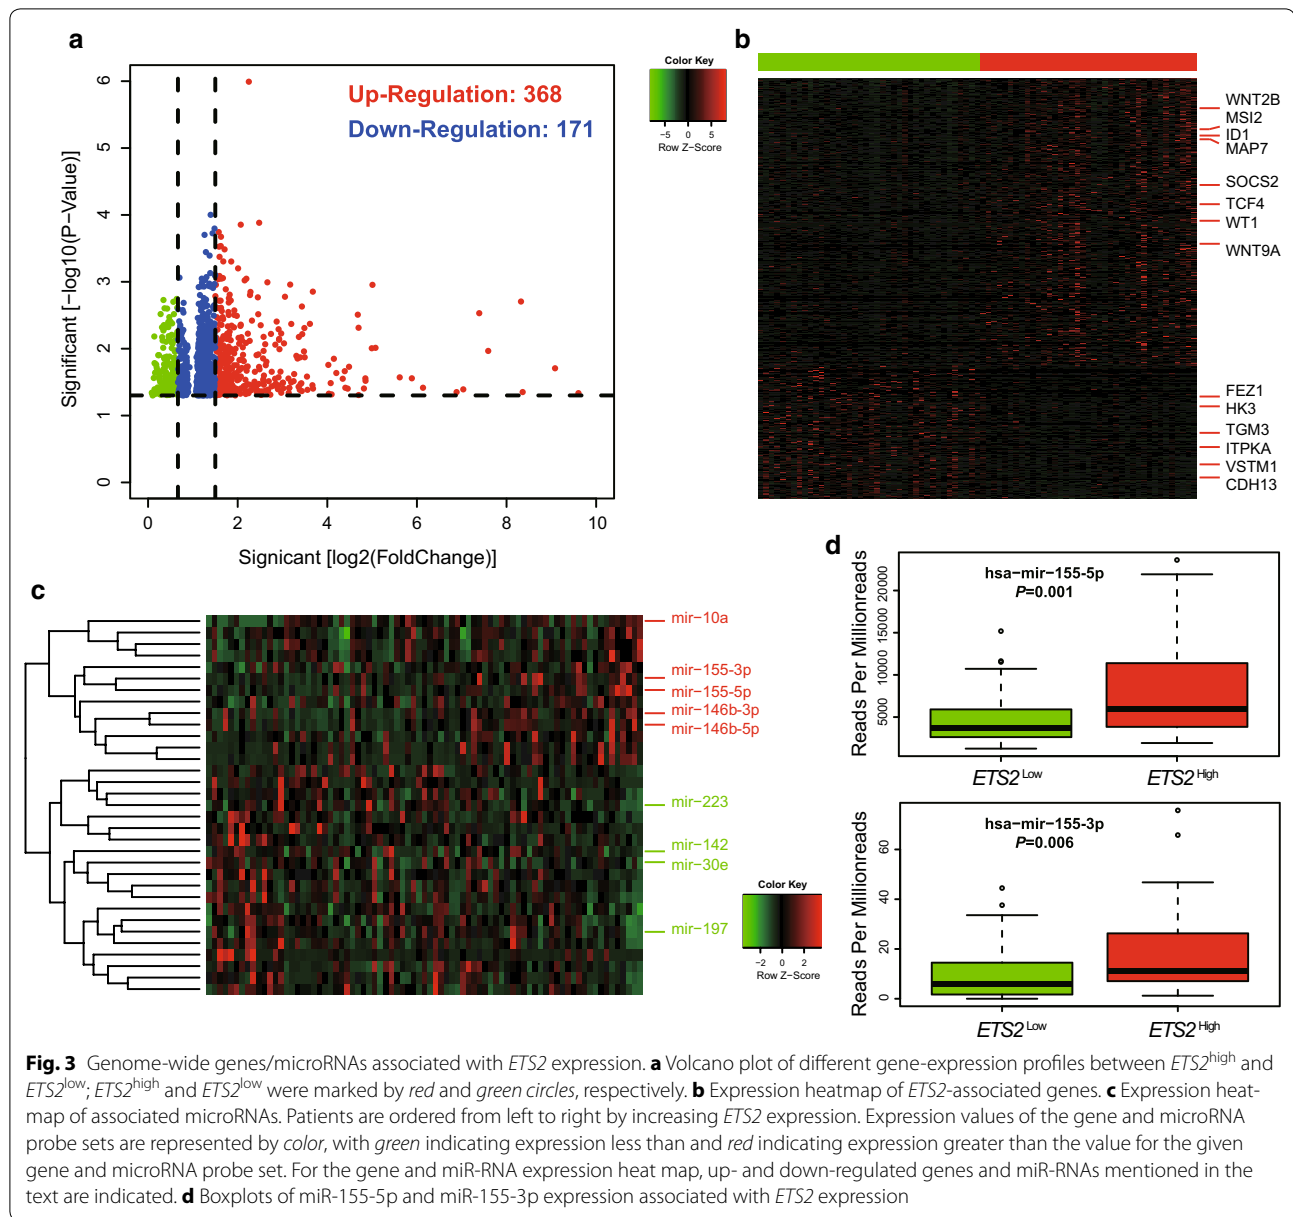 a
Up-Regulation: 368
Down-Regulation: 171
Significant [-log10(P-Value)]
6
5
4
3
2
1
0
0 2 4 6 8 10
Signicant [log2(FoldChange)]
Color Key
−5 0 5
Row Z-Score
b
WNT2B
MSI2
ID1
MAP7
SOCS2
TCF4
WT1
WNT9A
FEZ1
HK3
TGM3
ITPKA
VSTM1
CDH13
c
mir−10a
mir−155-3p
mir−155-5p
mir−146b-3p
mir−146b-5p
mir−223
mir−142
mir−30e
mir−197
Color Key
−2 0 2
Row Z-Score
d
hsa−mir−155-5p
P=0.001
Reads Per Millionreads
20000
15000
10000
5000
ETS2Low ETS2High
hsa−mir−155-3p
P=0.006
Reads Per Millionreads
60
40
20
0
ETS2Low ETS2High
Fig. 3 Genome-wide genes/microRNAs associated with ETS2 expression. a Volcano plot of different gene-expression profiles between ETS2high and
ETS2low; ETS2high and ETS2low were marked by red and green circles, respectively. b Expression heatmap of ETS2-associated genes. c Expression heat-
map of associated microRNAs. Patients are ordered from left to right by increasing ETS2 expression. Expression values of the gene and microRNA
probe sets are represented by color, with green indicating expression less than and red indicating expression greater than the value for the given
gene and microRNA probe set. For the gene and miR-RNA expression heat map, up- and down-regulated genes and miR-RNAs mentioned in the
text are indicated. d Boxplots of miR-155-5p and miR-155-3p expression associated with ETS2 expression